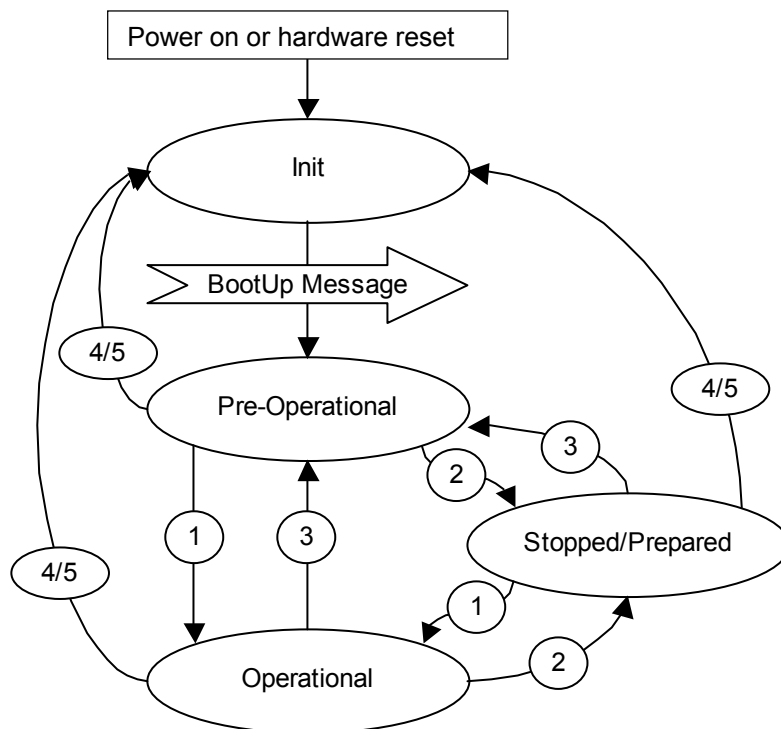 Power on or hardware reset
Init
BootUp Message
4/5
4/5
Pre-Operational
3
2
1
3
Stopped/Prepared
4/5
1
2
Operational